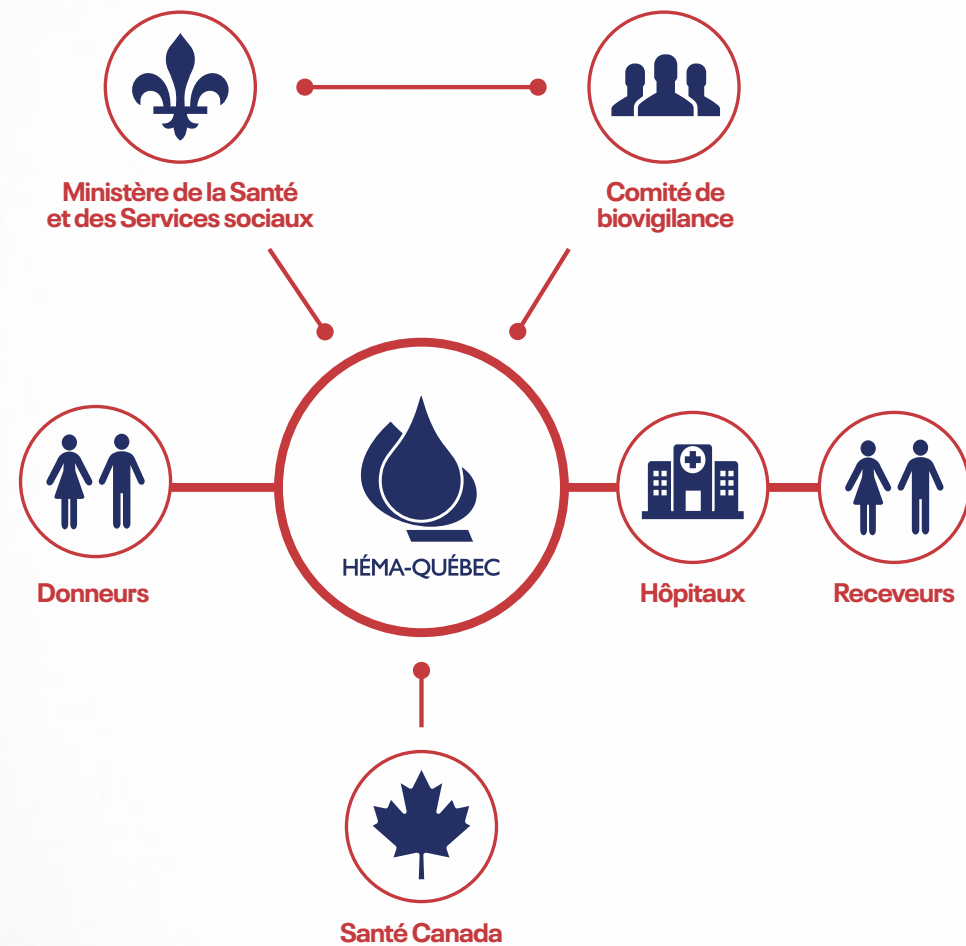 Ministère de la Santé
et des Services sociaux
Comité de
biovigilance
HÉMA-QUÉBEC
Donneurs
Hôpitaux
Receveurs
Santé Canada